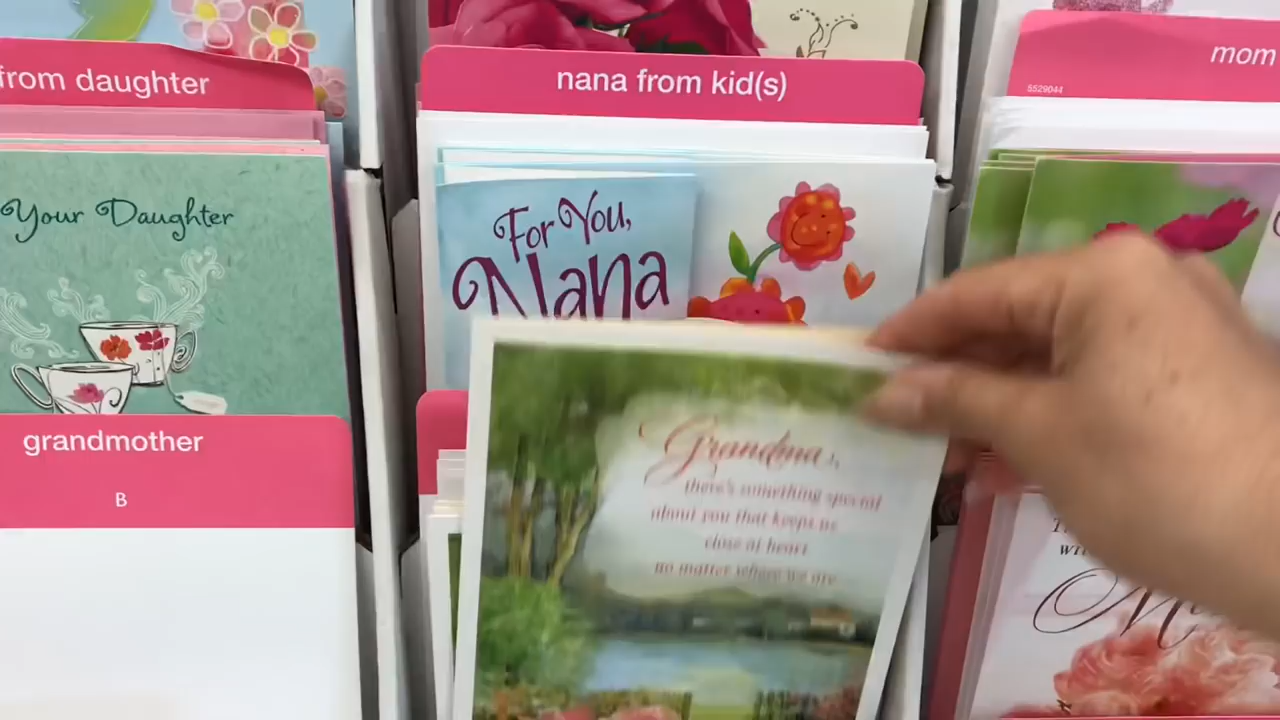 from daughter
nana from kid(s)
mom
5529044
Your Daughter
For You,
Nana
grandmother
B
Grandma,
there's something special
about you that keeps us
close at heart
no matter where we are